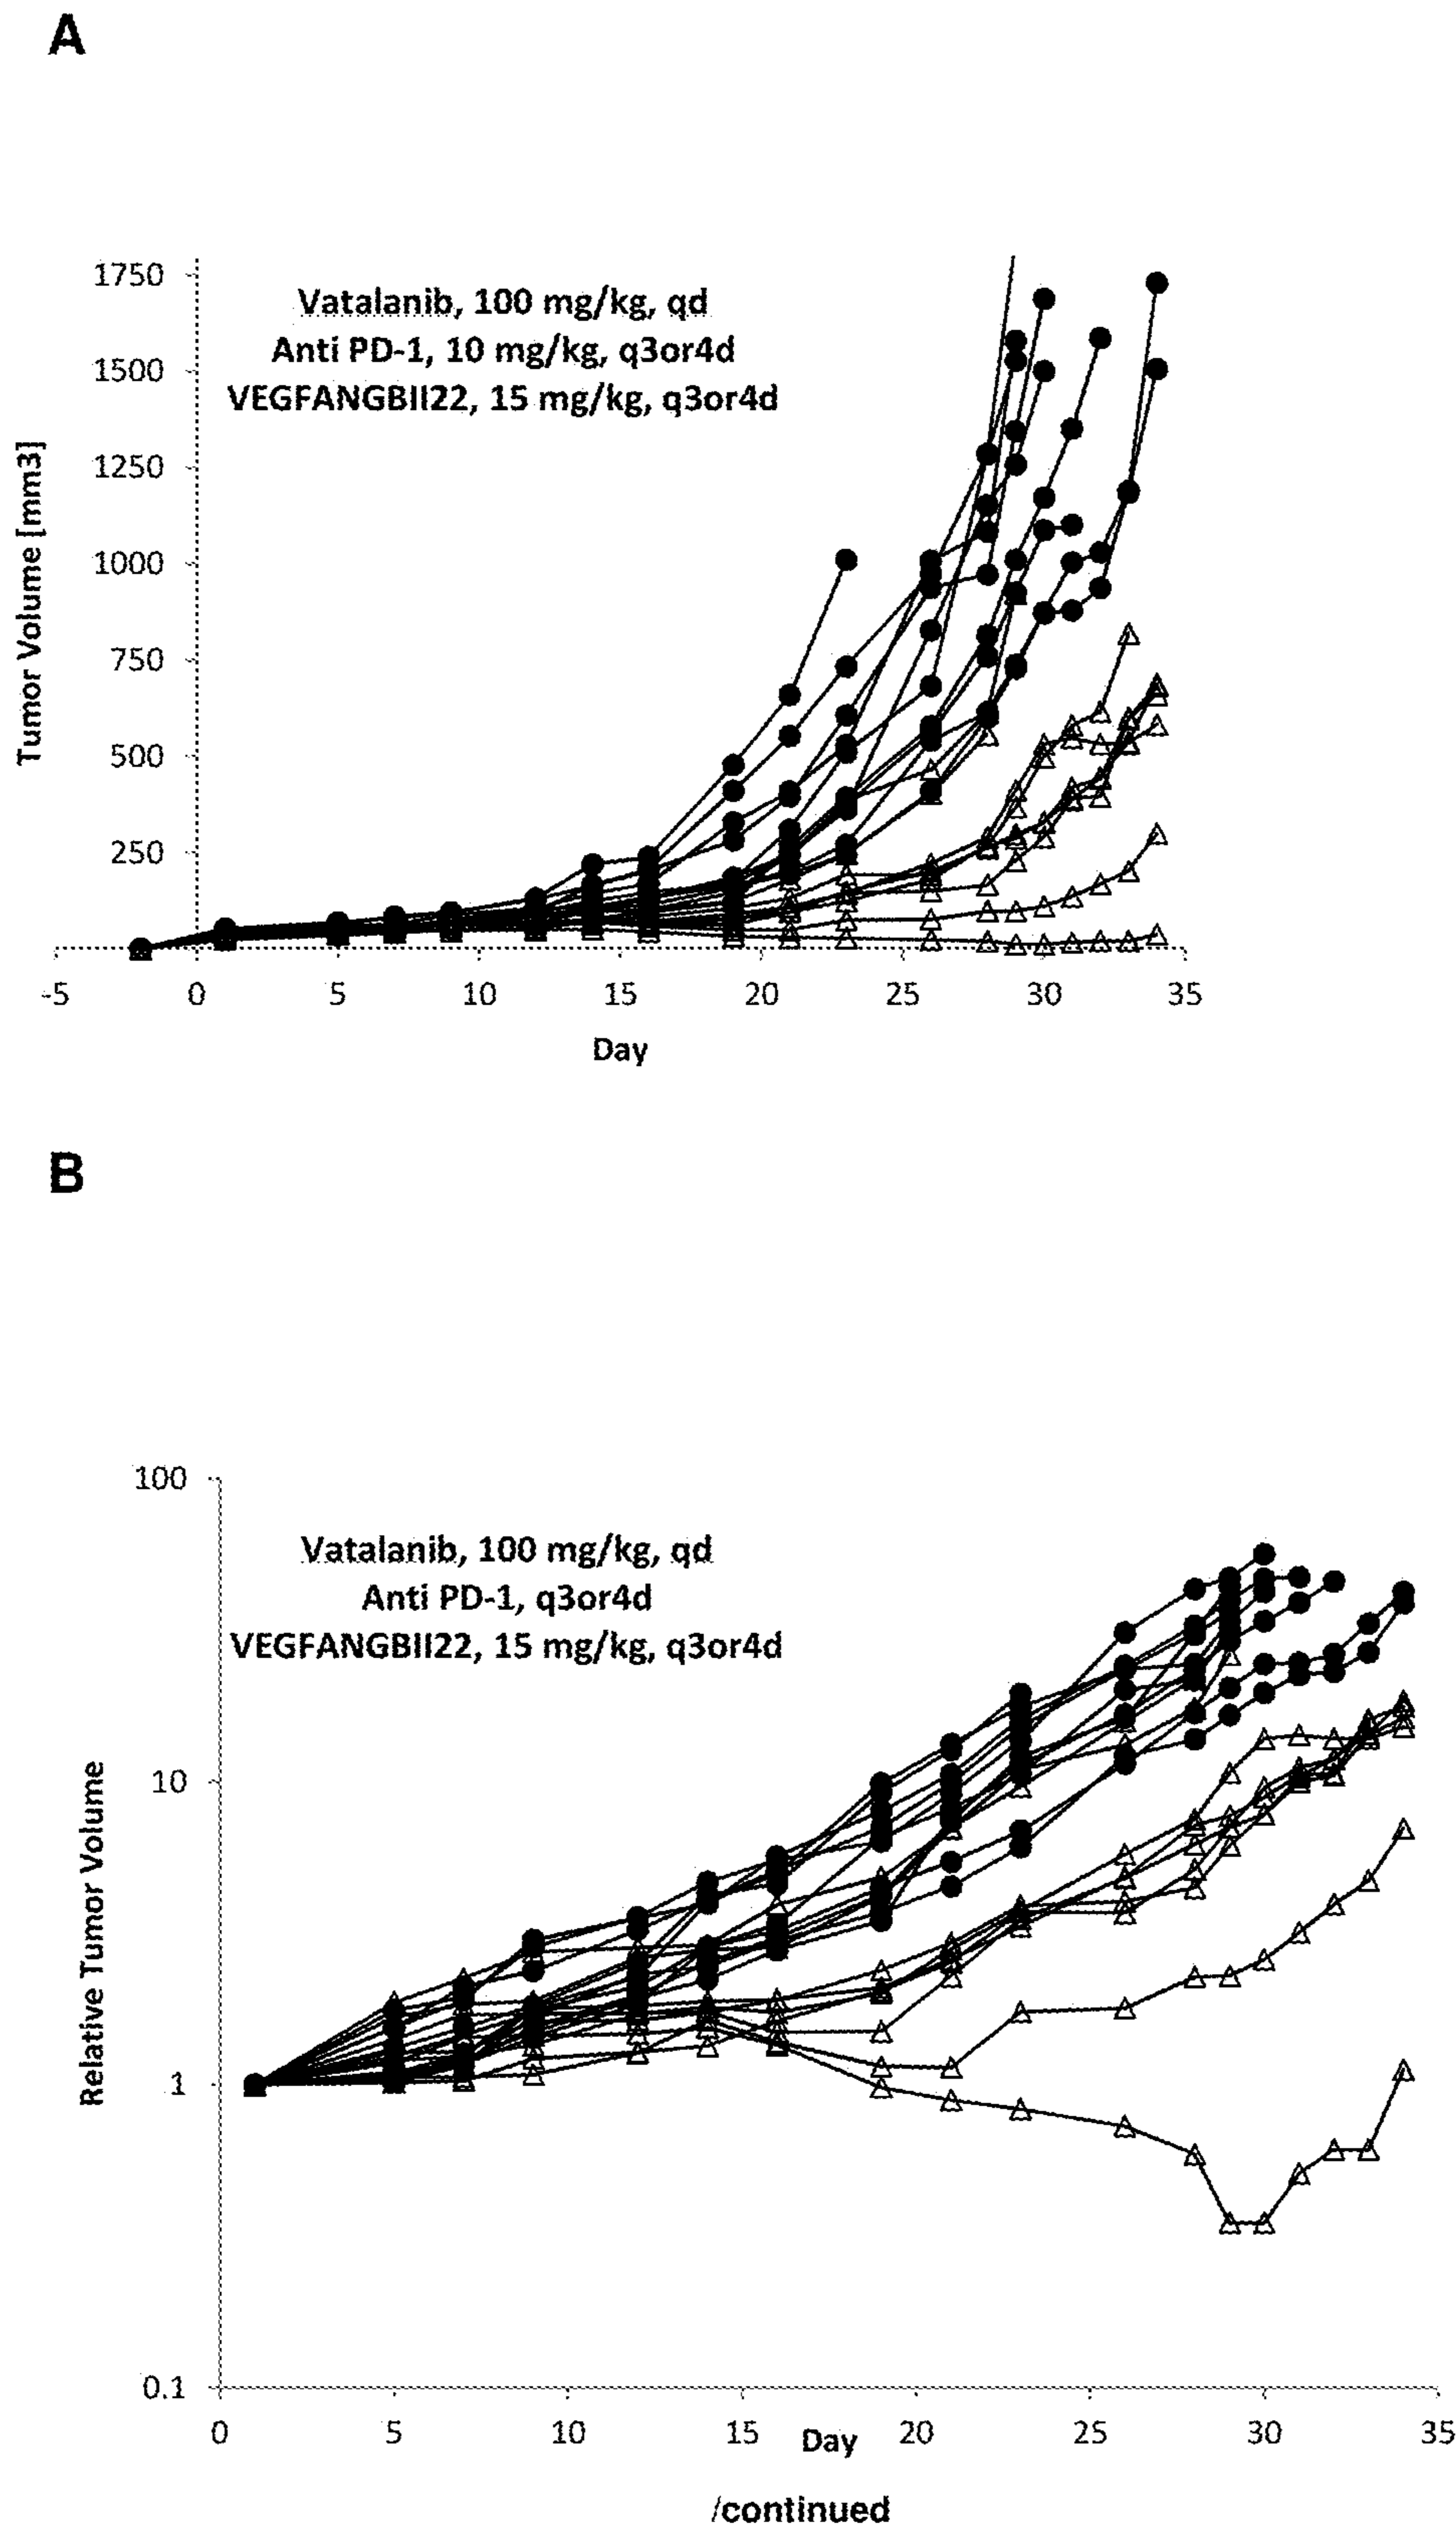 A
1750
1500
1250
1000
750
500
250
Vatalanib, 100 mg/kg, qd
Anti PD-1, 10 mg/kg, q3or4d
VEGFANGBII22, 15 mg/kg, q3or4d
Tumor Volume [mm3]
-5 0 5 10 15 20 25 30 35
Day
B
100
10
1
0.1
Vatalanib, 100 mg/kg, qd
Anti PD-1, q3or4d
VEGFANGBII22, 15 mg/kg, q3or4d
Relative Tumor Volume
0 5 10 15 20 25 30 35
Day
/continued